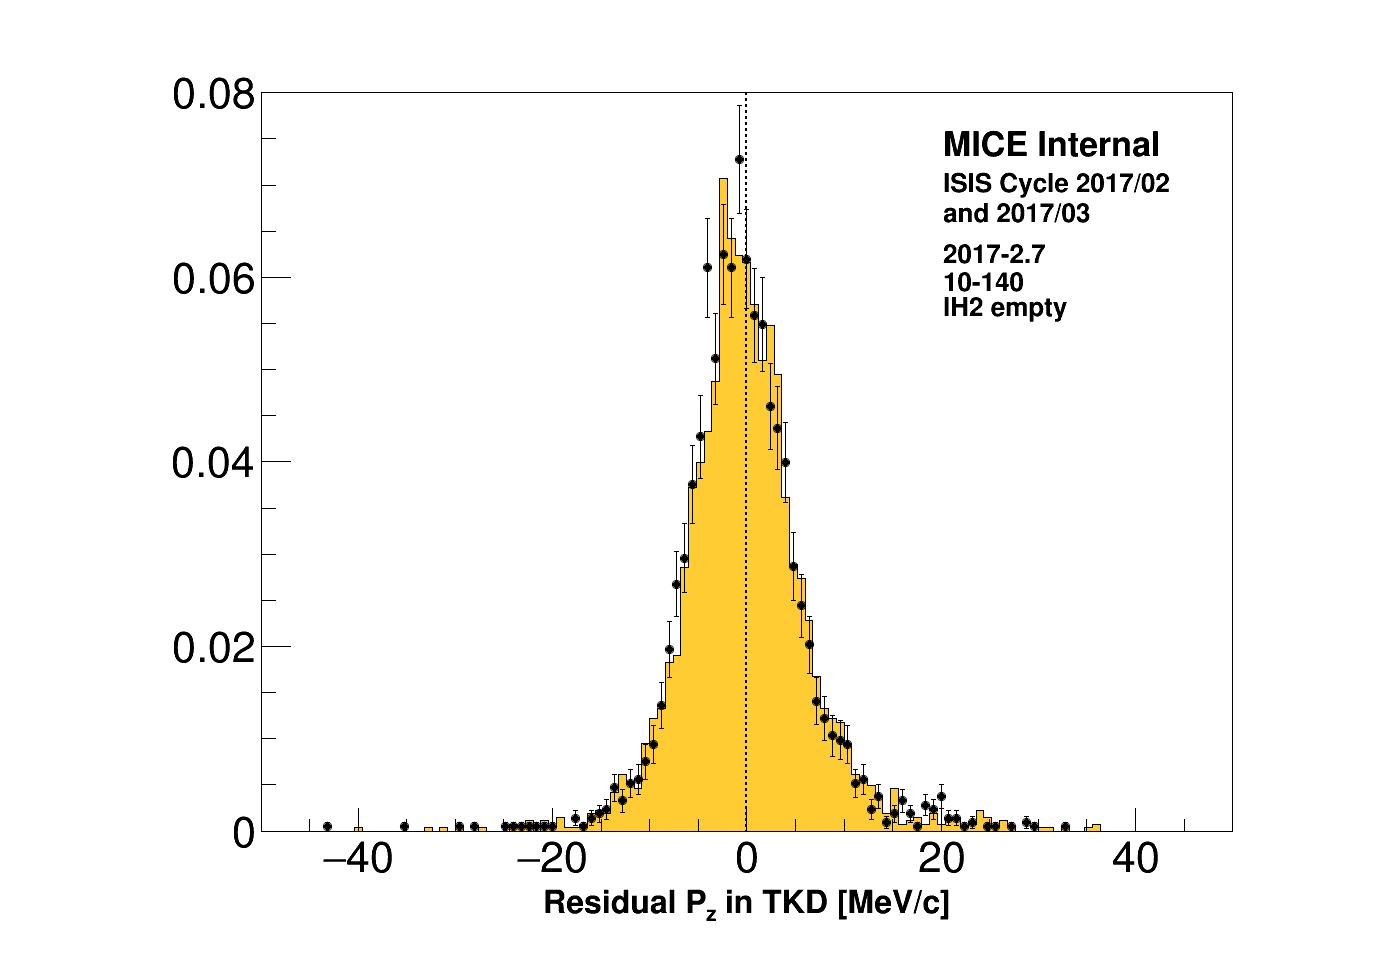 0.08
0.06
0.04
0.02
0
MICE Internal
ISIS Cycle 2017/02
and 2017/03
2017-2.7
10-140
lH2 empty
−40 −20 0 20 40
Residual Pz in TKD [MeV/c]